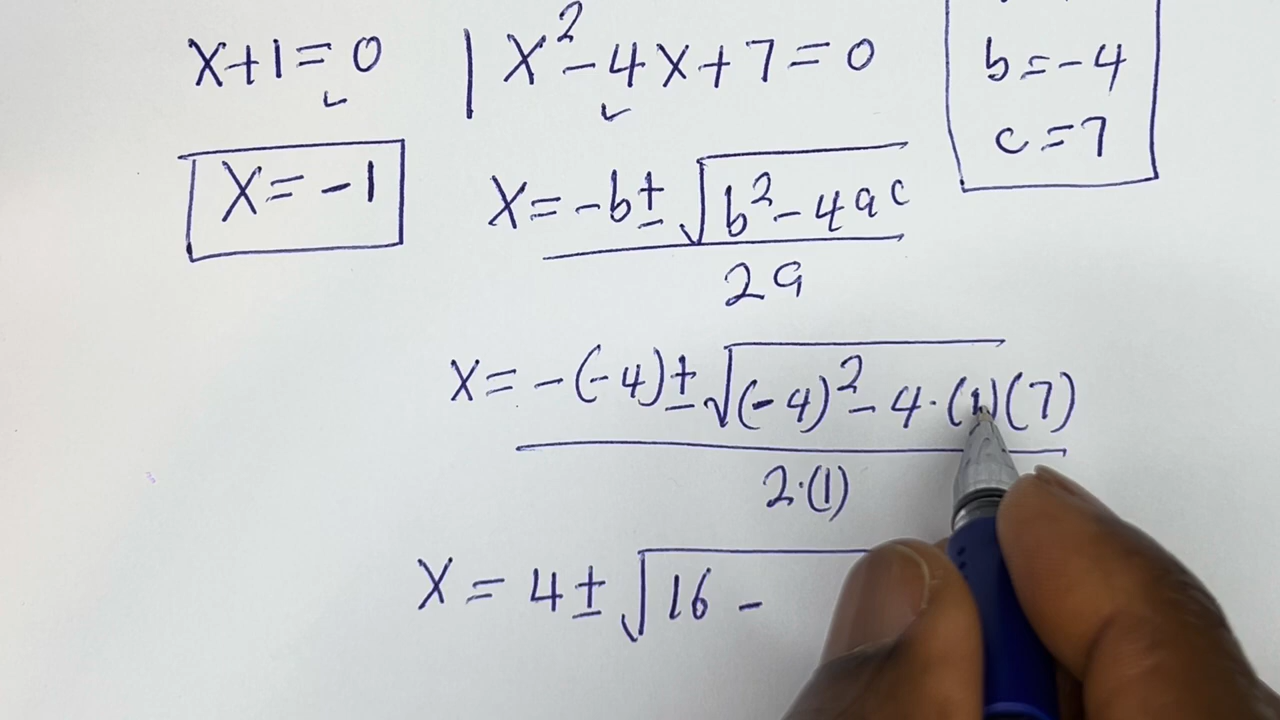 x+1=0 | x²-4x+7=0
b=-4
c=7
x=-1
x=-b±√b²-4ac
2a
x=-(-4)±√(-4)²-4·(1)(7)
2·(1)
x=4±√16-